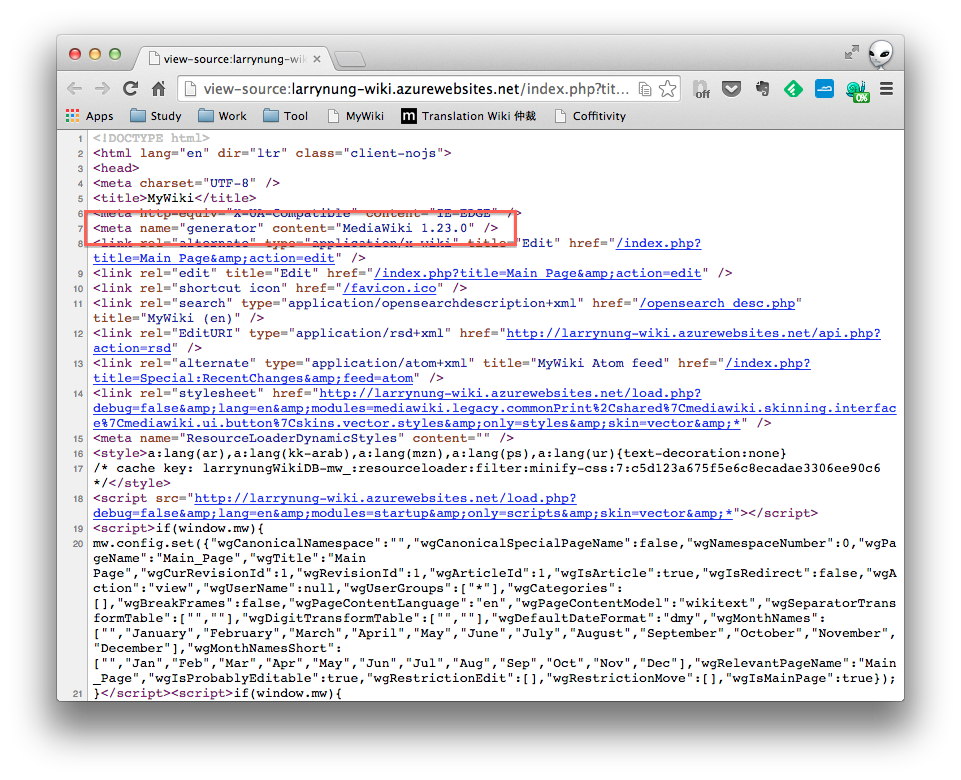 view-source:larrynung-wik
view-source:larrynung-wiki.azurewebsites.net/index.php?tit...
off
0%
Apps Study Work Tool MyWiki m Translation Wiki 仲裁 Coffitivity
1 <!DOCTYPE html>
2 <html lang="en" dir="ltr" class="client-nojs">
3 <head>
4 <meta charset="UTF-8" />
5 <title>MyWiki</title>
6 <meta http-equiv="X-UA-Compatible" content="IE=EDGE" />
7 <meta name="generator" content="MediaWiki 1.23.0" />
8 <link rel="alternate" type="application/x-wiki" title="Edit" href="/index.php?
title=Main_Page&amp;action=edit" />
9 <link rel="edit" title="Edit" href="/index.php?title=Main_Page&amp;action=edit" />
10 <link rel="shortcut icon" href="/favicon.ico" />
11 <link rel="search" type="application/opensearchdescription+xml" href="/opensearch_desc.php"
title="MyWiki (en)" />
12 <link rel="EditURI" type="application/rsd+xml" href="http://larrynung-wiki.azurewebsites.net/api.php?
action=rsd" />
13 <link rel="alternate" type="application/atom+xml" title="MyWiki Atom feed" href="/index.php?
title=Special:RecentChanges&amp;feed=atom" />
14 <link rel="stylesheet" href="http://larrynung-wiki.azurewebsites.net/load.php?
debug=false&amp;lang=en&amp;modules=mediawiki.legacy.commonPrint%2Cshared%7Cmediawiki.skinning.interfac
e%7Cmediawiki.ui.button%7Cskins.vector.styles&amp;only=styles&amp;skin=vector&amp;*" />
15 <meta name="ResourceLoaderDynamicStyles" content="" />
16 <style>a:lang(ar),a:lang(kk-arab),a:lang(mzn),a:lang(ps),a:lang(ur){text-decoration:none}
17 /* cache key: larrynungWikiDB-mw_:resourceloader:filter:minify-css:7:c5d123a675f5e6c8ecadae3306ee90c6
*/</style>
18 <script src="http://larrynung-wiki.azurewebsites.net/load.php?
debug=false&amp;lang=en&amp;modules=startup&amp;only=scripts&amp;skin=vector&amp;*"></script>
19 <script>if(window.mw){
20 mw.config.set({"wgCanonicalNamespace":"","wgCanonicalSpecialPageName":false,"wgNamespaceNumber":0,"wgPa
geName":"Main_Page","wgTitle":"Main
Page","wgCurRevisionId":1,"wgRevisionId":1,"wgArticleId":1,"wgIsArticle":true,"wgIsRedirect":false,"wgA
ction":"view","wgUserName":null,"wgUserGroups":["*"],"wgCategories":
[],"wgBreakFrames":false,"wgPageContentLanguage":"en","wgPageContentModel":"wikitext","wgSeparatorTrans
formTable":["",""],"wgDigitTransformTable":["",""],"wgDefaultDateFormat":"dmy","wgMonthNames":
["","January","February","March","April","May","June","July","August","September","October","November",
"December"],"wgMonthNamesShort":
["","Jan","Feb","Mar","Apr","May","Jun","Jul","Aug","Sep","Oct","Nov","Dec"],"wgRelevantPageName":"Main
_Page","wgIsProbablyEditable":true,"wgRestrictionEdit":[],"wgRestrictionMove":[],"wgIsMainPage":true});
21 }</script><script>if(window.mw){